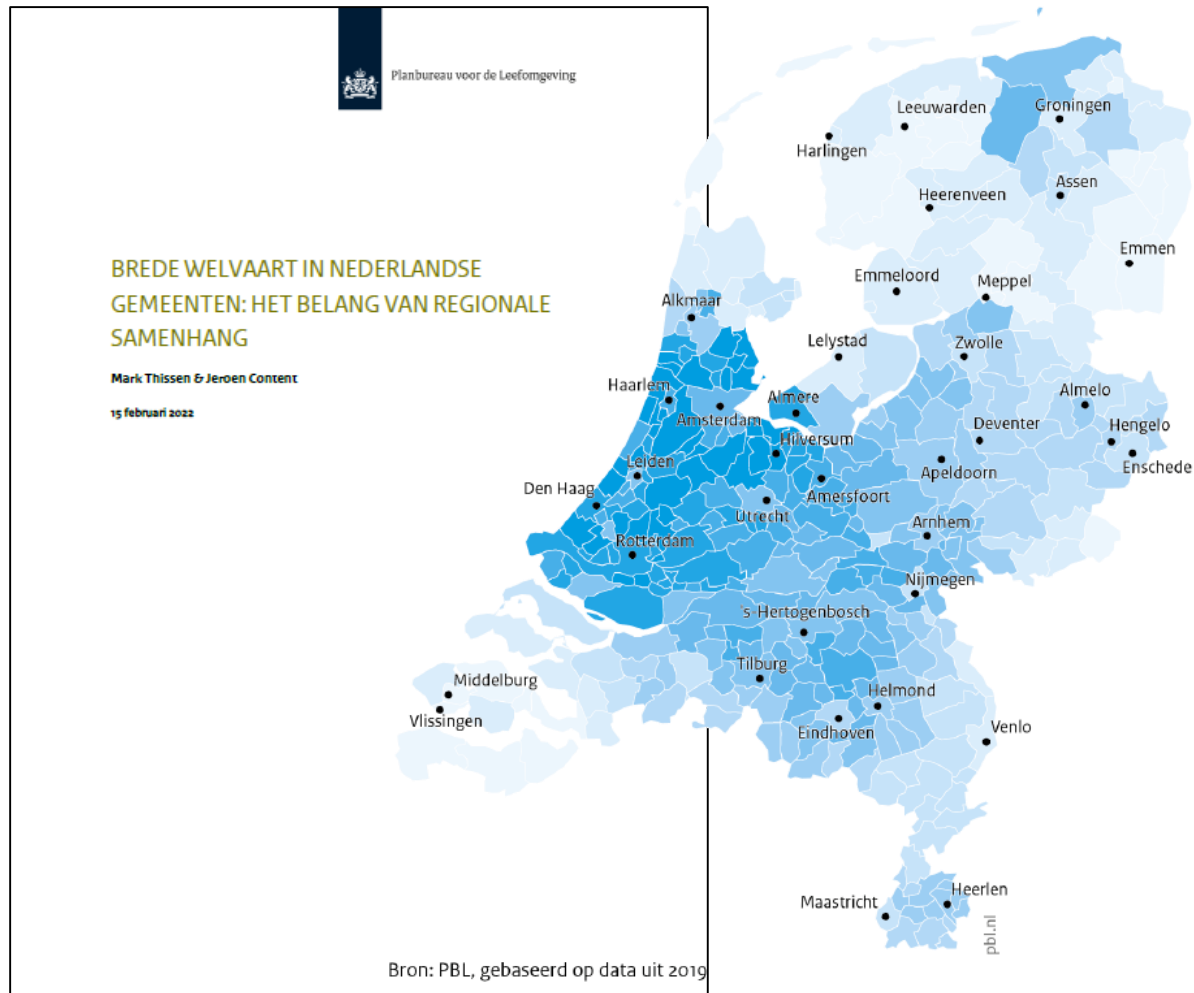 Planbureau voor de Leefomgeving
BREDE WELVAART IN NEDERLANDSE
GEMEENTEN: HET BELANG VAN REGIONALE
SAMENHANG
Mark Thissen & Jeroen Content
15 februari 2022
Leeuwarden
Groningen
Harlingen
Assen
Heerenveen
Emmen
Emmeloord
Meppel
Alkmaar
Lelystad
Zwolle
Haarlem
Almere
Almelo
Amsterdam
Deventer
Hengelo
Hilversum
Leiden
Apeldoorn
Enschede
Den Haag
Amersfoort
Utrecht
Arnhem
Rotterdam
Nijmegen
's-Hertogenbosch
Tilburg
Middelburg
Helmond
Vlissingen
Eindhoven
Venlo
Maastricht
Heerlen
pbl.nl
Bron: PBL, gebaseerd op data uit 2019